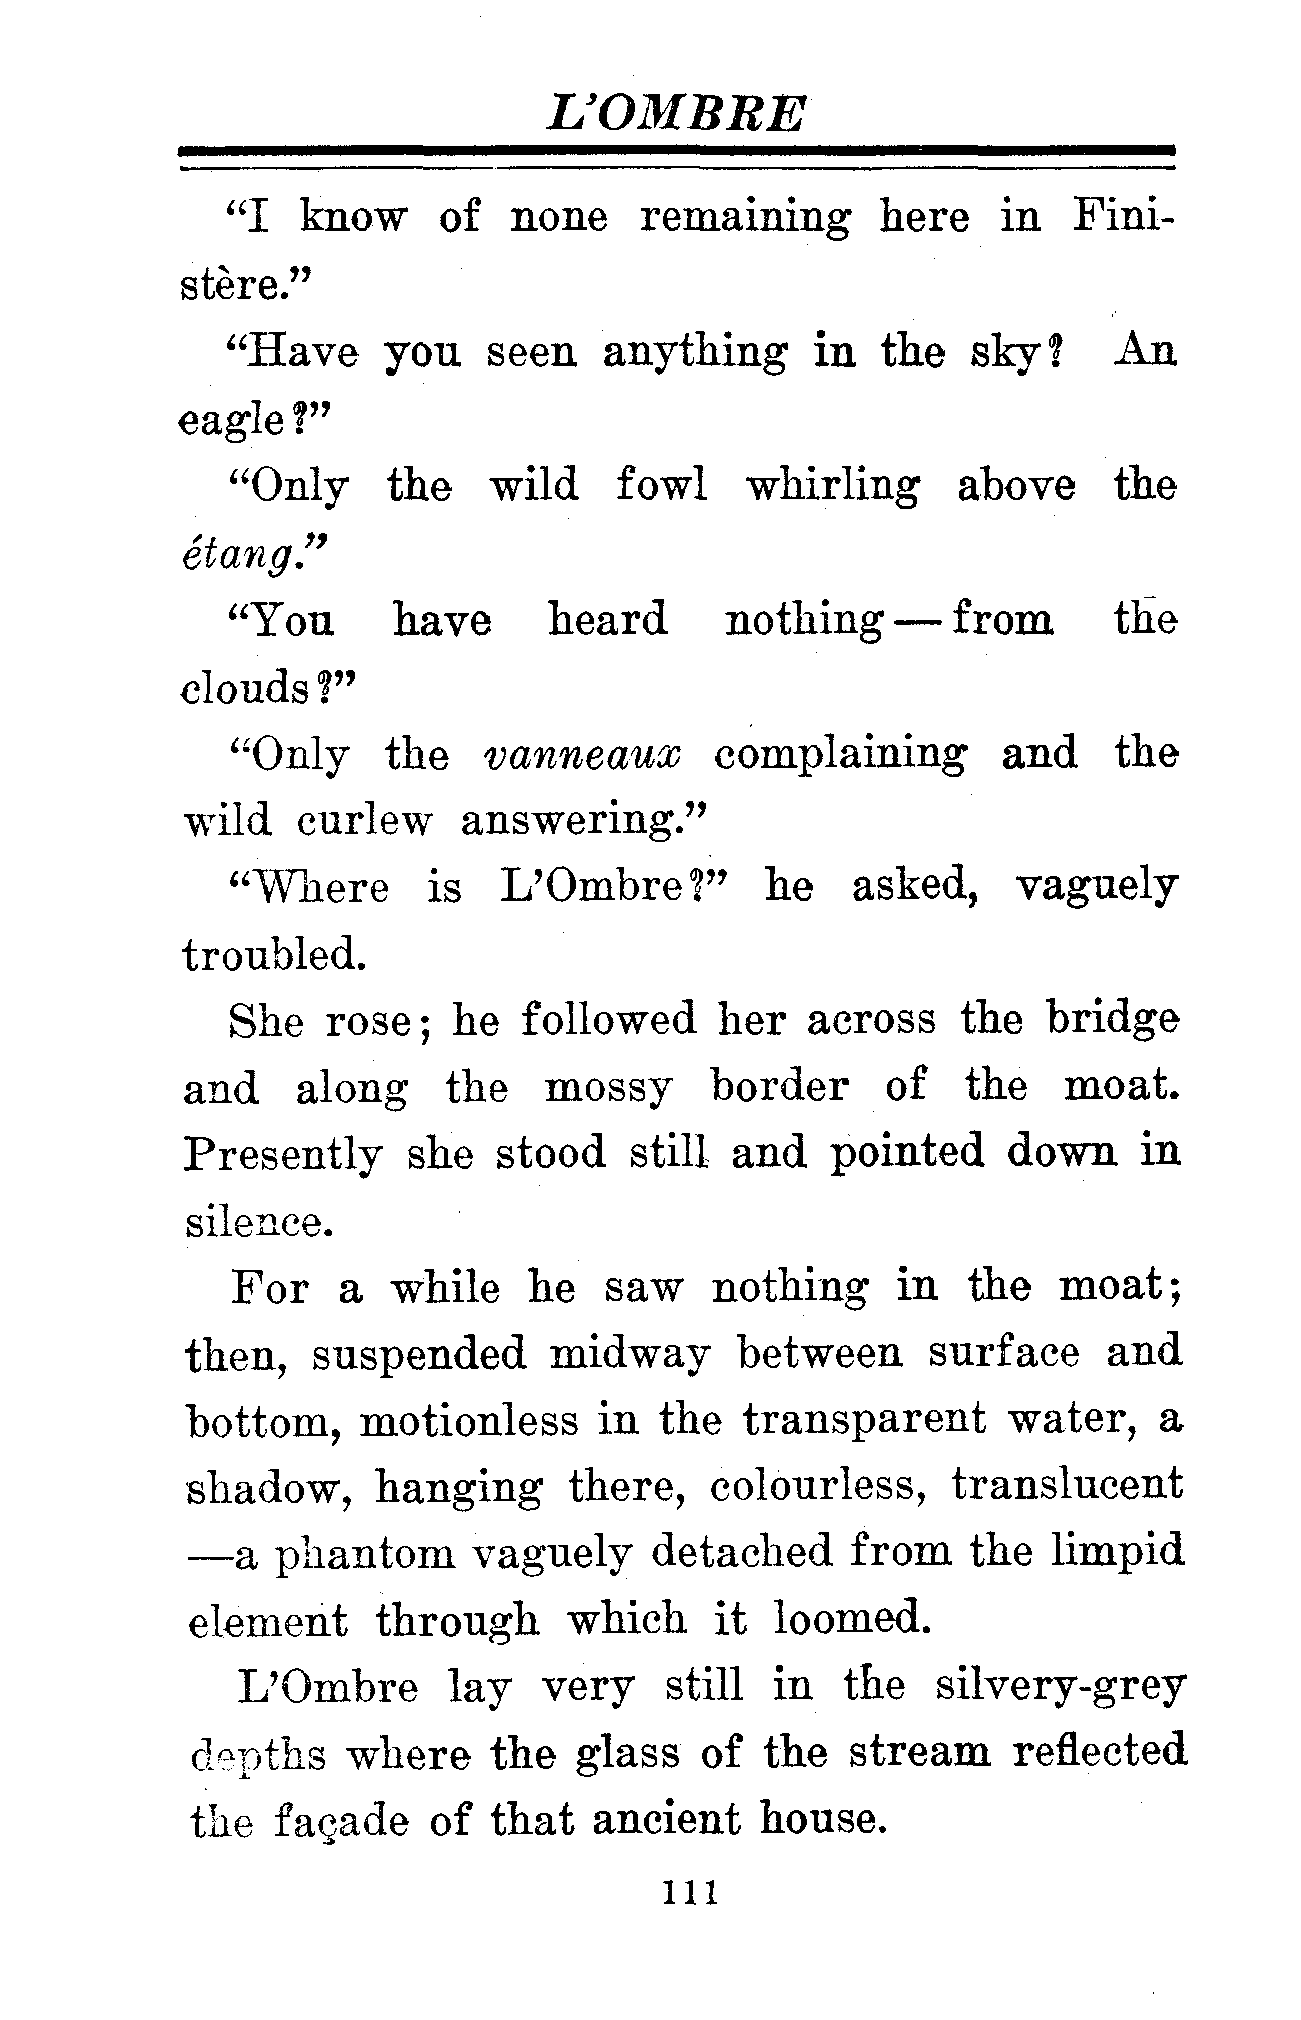 L'OMBRE
"I know of none remaining here in Fini-
stère."
"Have you seen anything in the sky? An
eagle?"
"Only the wild fowl whirling above the
étang."
"You have heard nothing—from the
clouds?"
"Only the vanneaux complaining and the
wild curlew answering."
"Where is L'Ombre?" he asked, vaguely
troubled.
She rose; he followed her across the bridge
and along the mossy border of the moat.
Presently she stood still and pointed down in
silence.
For a while he saw nothing in the moat;
then, suspended midway between surface and
bottom, motionless in the transparent water, a
shadow, hanging there, colourless, translucent
—a phantom vaguely detached from the limpid
element through which it loomed.
L'Ombre lay very still in the silvery-grey
depths where the glass of the stream reflected
the façade of that ancient house.
111